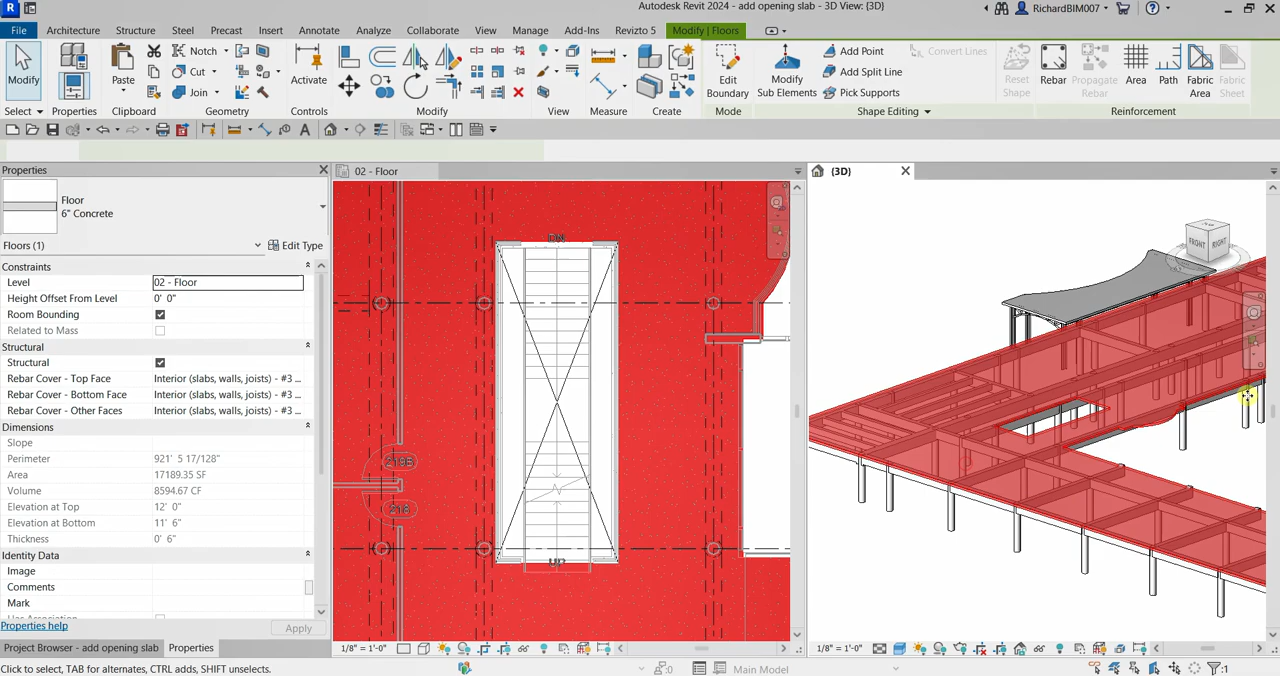 Autodesk Revit 2024 - add opening slab - 3D View: {3D}
RichardBIM007
File Architecture Structure Steel Precast Insert Annotate Analyze Collaborate View Manage Add-Ins Revizto 5 Modify | Floors
Modify
Paste
Notch
Cut
Join
Activate
Edit Boundary
Modify Sub Elements
Add Point
Add Split Line
Pick Supports
Convert Lines
Reset Shape
Rebar
Propagate Rebar
Area
Path
Fabric Area
Fabric Sheet
Select Properties Clipboard Geometry Controls Modify View Measure Create Mode Shape Editing Reinforcement
Properties
Floor
6" Concrete
Floors (1)
Edit Type
Constraints
Level 02 - Floor
Height Offset From Level 0' 0"
Room Bounding
Related to Mass
Structural
Structural
Rebar Cover - Top Face Interior (slabs, walls, joists) - #3 ...
Rebar Cover - Bottom Face Interior (slabs, walls, joists) - #3 ...
Rebar Cover - Other Faces Interior (slabs, walls, joists) - #3 ...
Dimensions
Slope
Perimeter 921' 5 17/128"
Area 17189.35 SF
Volume 8594.67 CF
Elevation at Top 12' 0"
Elevation at Bottom 11' 6"
Thickness 0' 6"
Identity Data
Image
Comments
Mark
Properties help
Apply
Project Browser - add opening slab
Properties
02 - Floor
DN
219B
218
UP
1/8" = 1'-0"
(3D)
FRONT RIGHT
1/8" = 1'-0"
Click to select, TAB for alternates, CTRL adds, SHIFT unselects.
:0
Main Model
:1